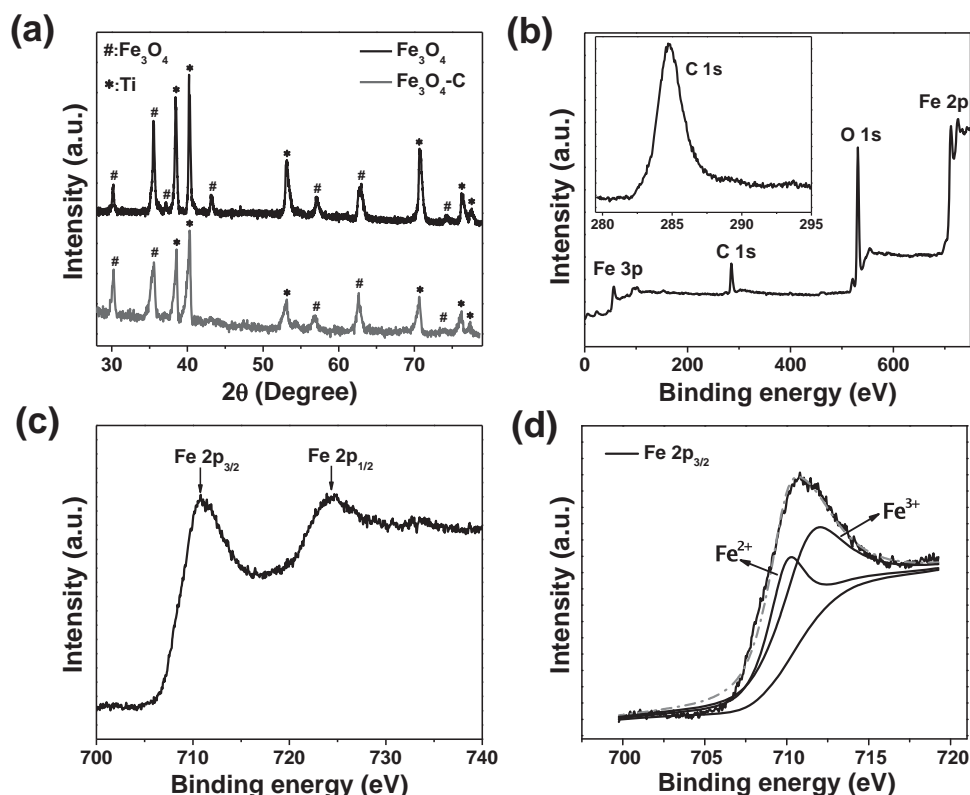 (a)
#:Fe3O4
*:Ti
Fe3O4
Fe3O4-C
# # * # * # * # # * # * *
# # * * * # # * # * *
Intensity (a.u.)
30 40 50 60 70
2θ (Degree)
(b)
C 1s
280 285 290 295
Fe 3p
C 1s
O 1s
Fe 2p
Intensity (a.u.)
0 200 400 600
Binding energy (eV)
(c)
Fe 2p3/2
Fe 2p1/2
Intensity (a.u.)
700 710 720 730 740
Binding energy (eV)
(d)
Fe 2p3/2
Fe3+
Fe2+
Intensity (a.u.)
700 705 710 715 720
Binding energy (eV)